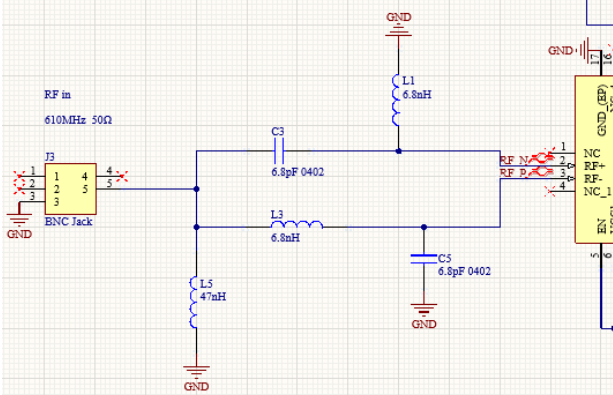 GND
GND
17
16
L1
6.8nH
GND_(EP)
RF in
610MHz 50Ω
C3
6.8pF 0402
J3
1
2
3
1
2
3
4
5
4
5
BNC Jack
GND
RF_N
RF_P
1
2
3
4
NC
RF+
RF-
NC_1
EN
5
6
L3
6.8nH
C5
6.8pF 0402
GND
L5
47nH
GND